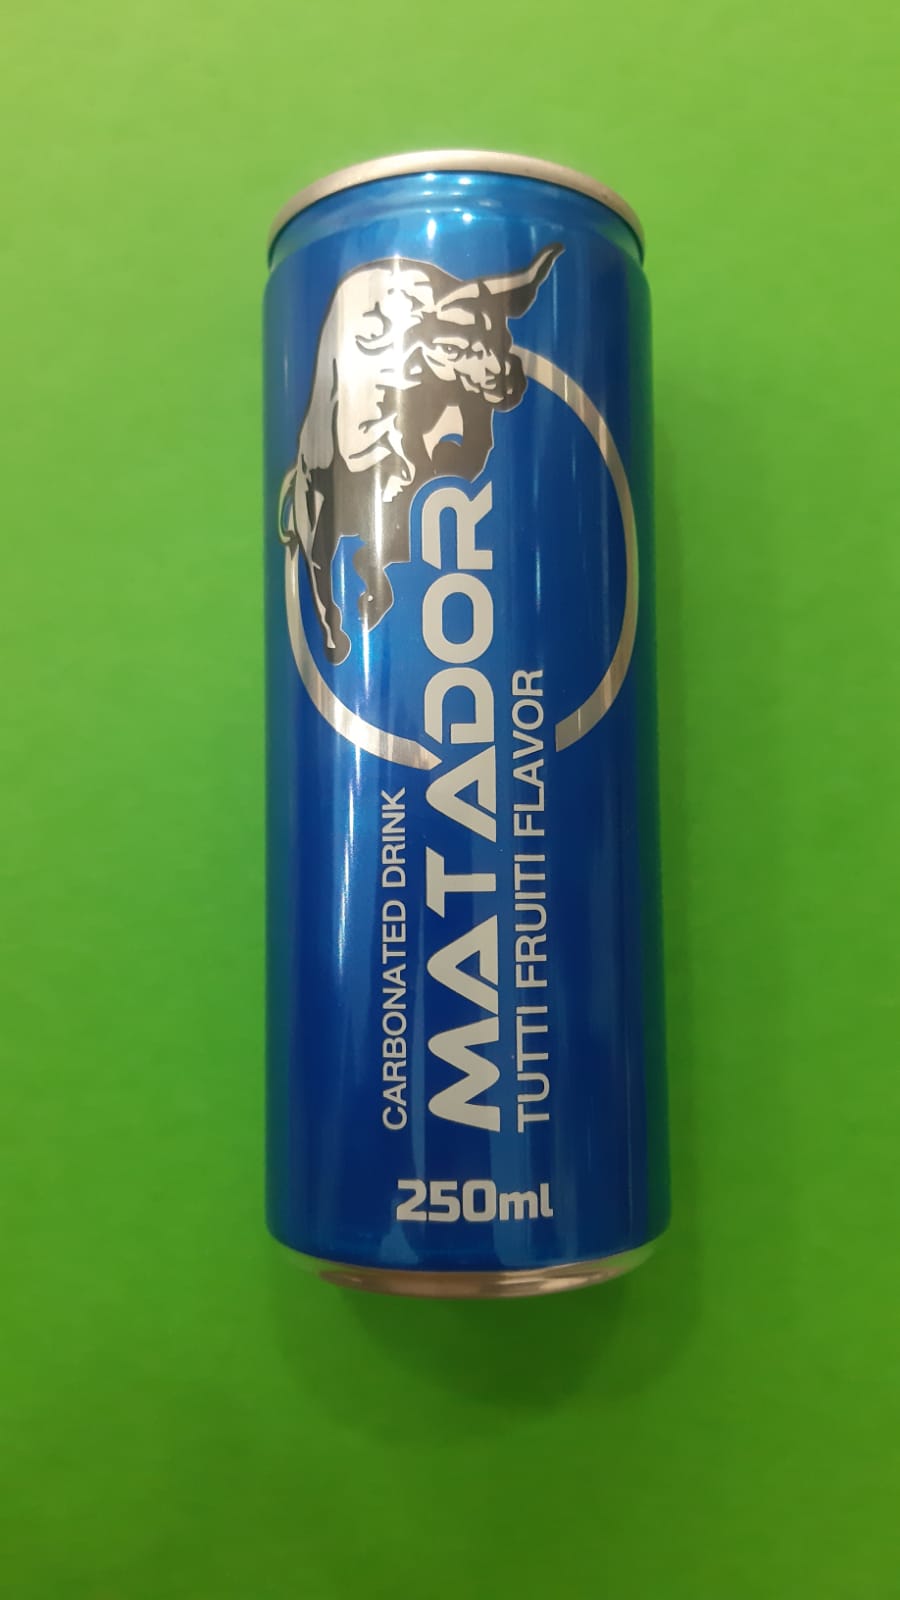 CARBONATED DRINK
MATADOR
TUTTI FRUITI FLAVOR
250ml